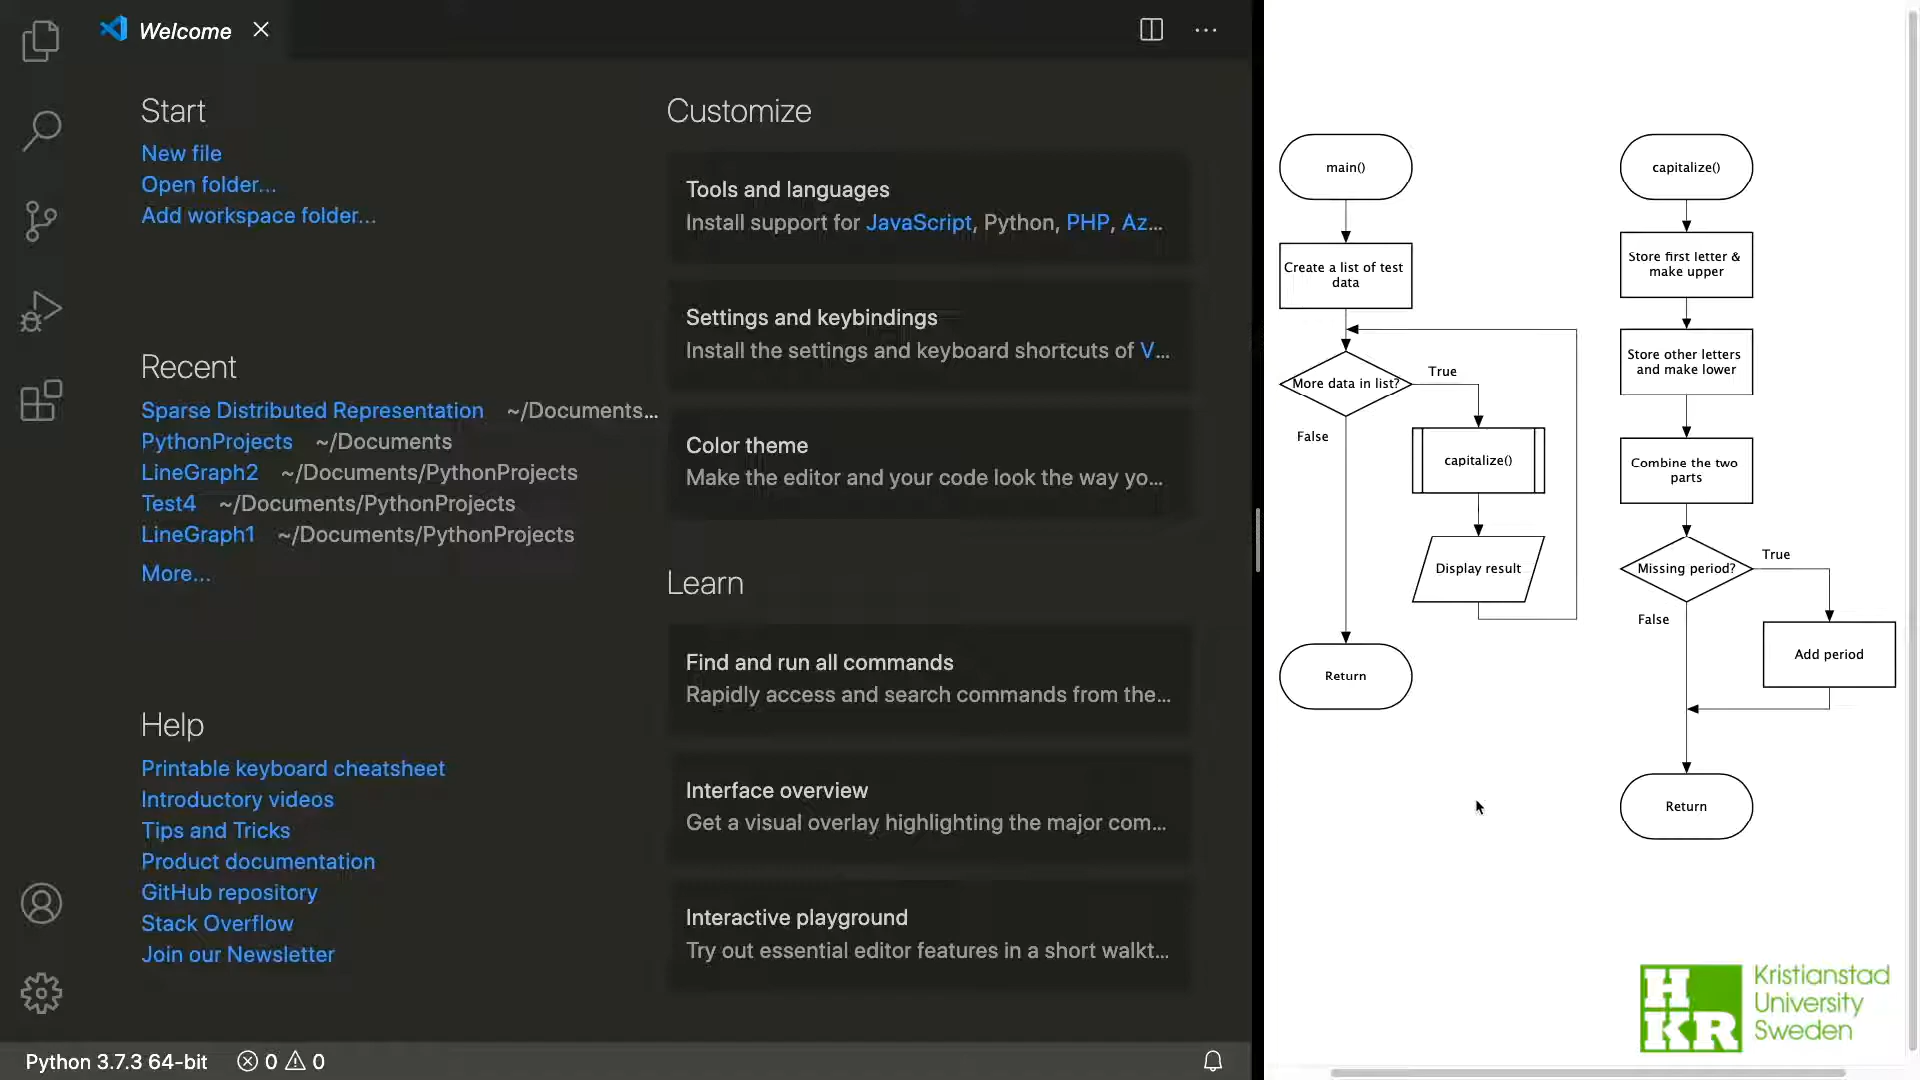 Welcome
Start
New file
Open folder...
Add workspace folder...
Recent
Sparse Distributed Representation ~/Documents...
PythonProjects ~/Documents
LineGraph2 ~/Documents/PythonProjects
Test4 ~/Documents/PythonProjects
LineGraph1 ~/Documents/PythonProjects
More...
Help
Printable keyboard cheatsheet
Introductory videos
Tips and Tricks
Product documentation
GitHub repository
Stack Overflow
Join our Newsletter
Customize
Tools and languages
Install support for JavaScript, Python, PHP, Az...
Settings and keybindings
Install the settings and keyboard shortcuts of V...
Color theme
Make the editor and your code look the way yo...
Learn
Find and run all commands
Rapidly access and search commands from the...
Interface overview
Get a visual overlay highlighting the major com...
Interactive playground
Try out essential editor features in a short walkt...
Python 3.7.3 64-bit 0 0
main()
Create a list of test
data
More data in list?
True
False
capitalize()
Display result
Return
capitalize()
Store first letter &
make upper
Store other letters
and make lower
Combine the two
parts
Missing period?
True
False
Add period
Return
H
KR
Kristianstad
University
Sweden